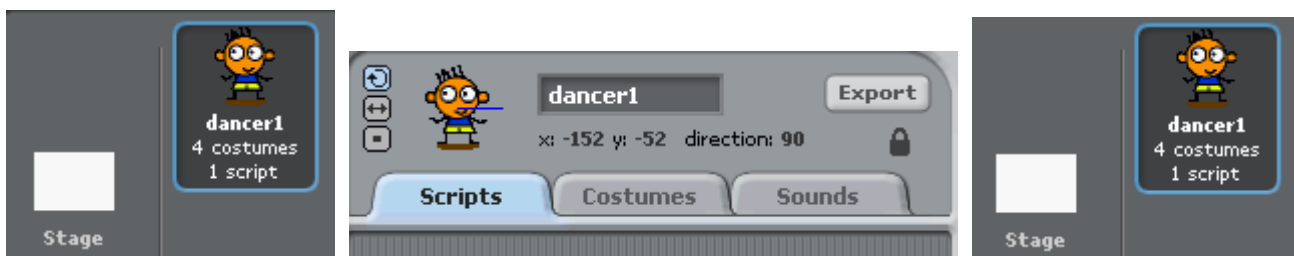 dancer1
4 costumes
1 script
Stage
dancer1
Export
x: -152 y: -52 direction: 90
Scripts
Costumes
Sounds
dancer1
4 costumes
1 script
Stage